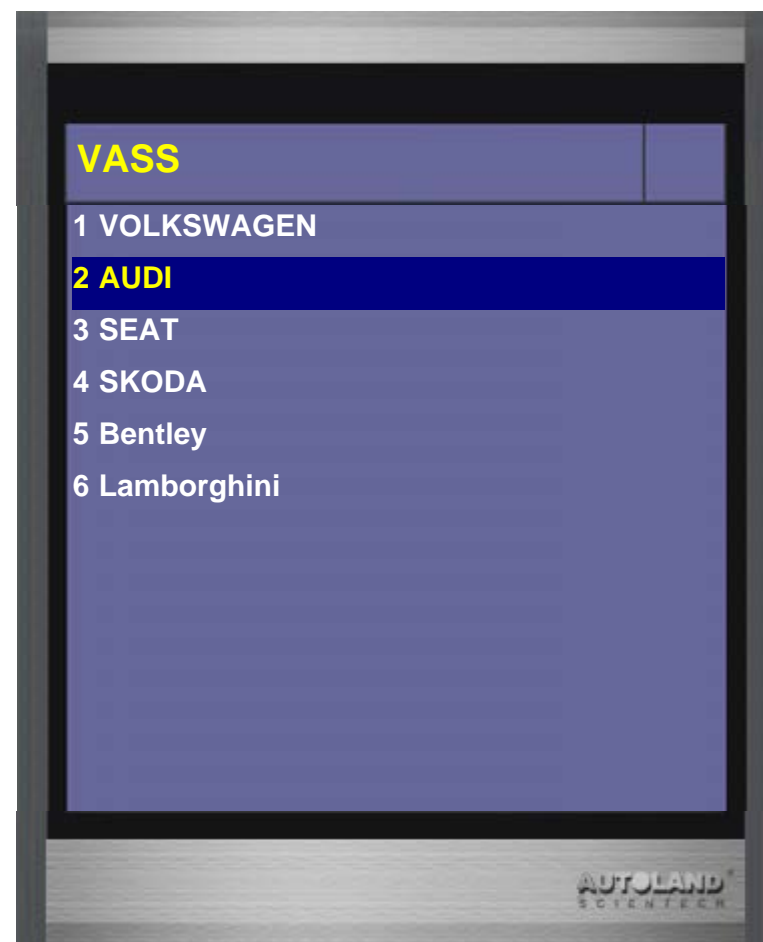 VASS
1 VOLKSWAGEN
2 AUDI
3 SEAT
4 SKODA
5 Bentley
6 Lamborghini
AUTOLAND
SCIENTECH